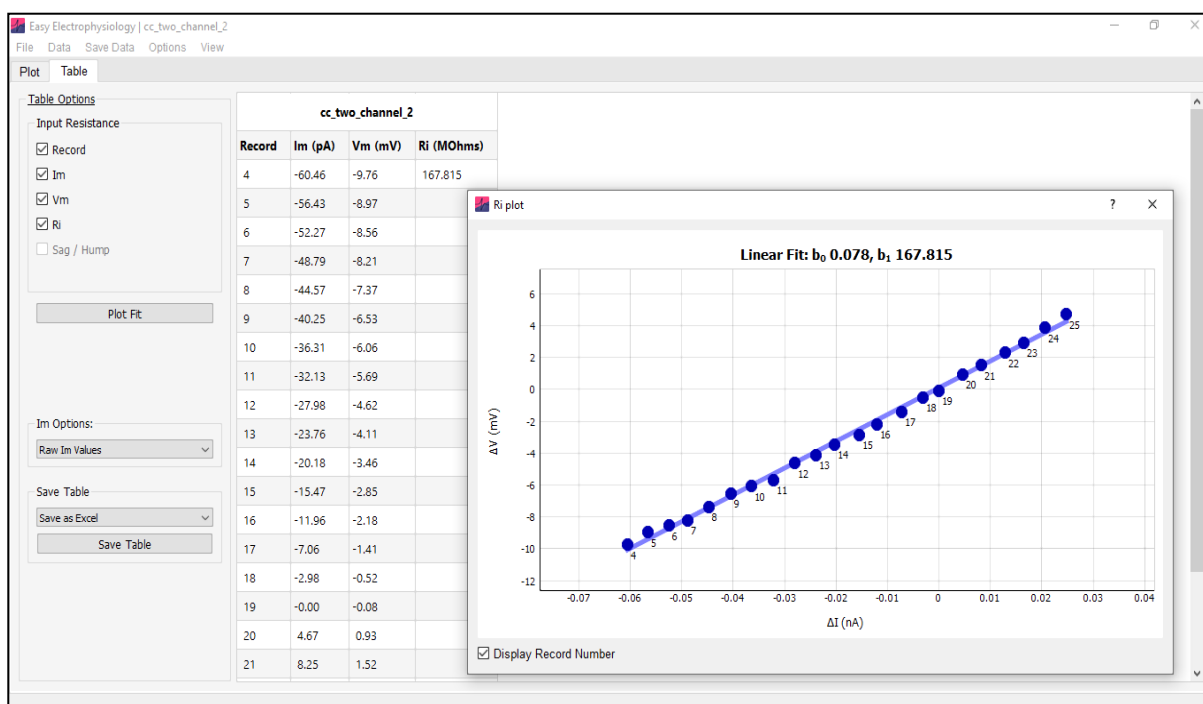 Easy Electrophysiology | cc_two_channel_2
File Data Save Data Options View
Plot Table
Table Options
Input Resistance
Record
Im
Vm
Ri
Sag / Hump
Plot Fit
Im Options:
Raw Im Values
Save Table
Save as Excel
Save Table
cc_two_channel_2
Record Im (pA) Vm (mV) Ri (MOhms)
4 -60.46 -9.76 167.815
5 -56.43 -8.97
6 -52.27 -8.56
7 -48.79 -8.21
8 -44.57 -7.37
9 -40.25 -6.53
10 -36.31 -6.06
11 -32.13 -5.69
12 -27.98 -4.62
13 -23.76 -4.11
14 -20.18 -3.46
15 -15.47 -2.85
16 -11.96 -2.18
17 -7.06 -1.41
18 -2.98 -0.52
19 -0.00 -0.08
20 4.67 0.93
21 8.25 1.52
Ri plot ?
Linear Fit: b₀ 0.078, b₁ 167.815
ΔV (mV)
6
4
2
0
-2
-4
-6
-8
-10
-12
4 5 6 7 8 9 10 11 12 13 14 15 16 17 18 19 20 21 22 23 24 25
-0.07 -0.06 -0.05 -0.04 -0.03 -0.02 -0.01 0 0.01 0.02 0.03 0.04
ΔI (nA)
Display Record Number